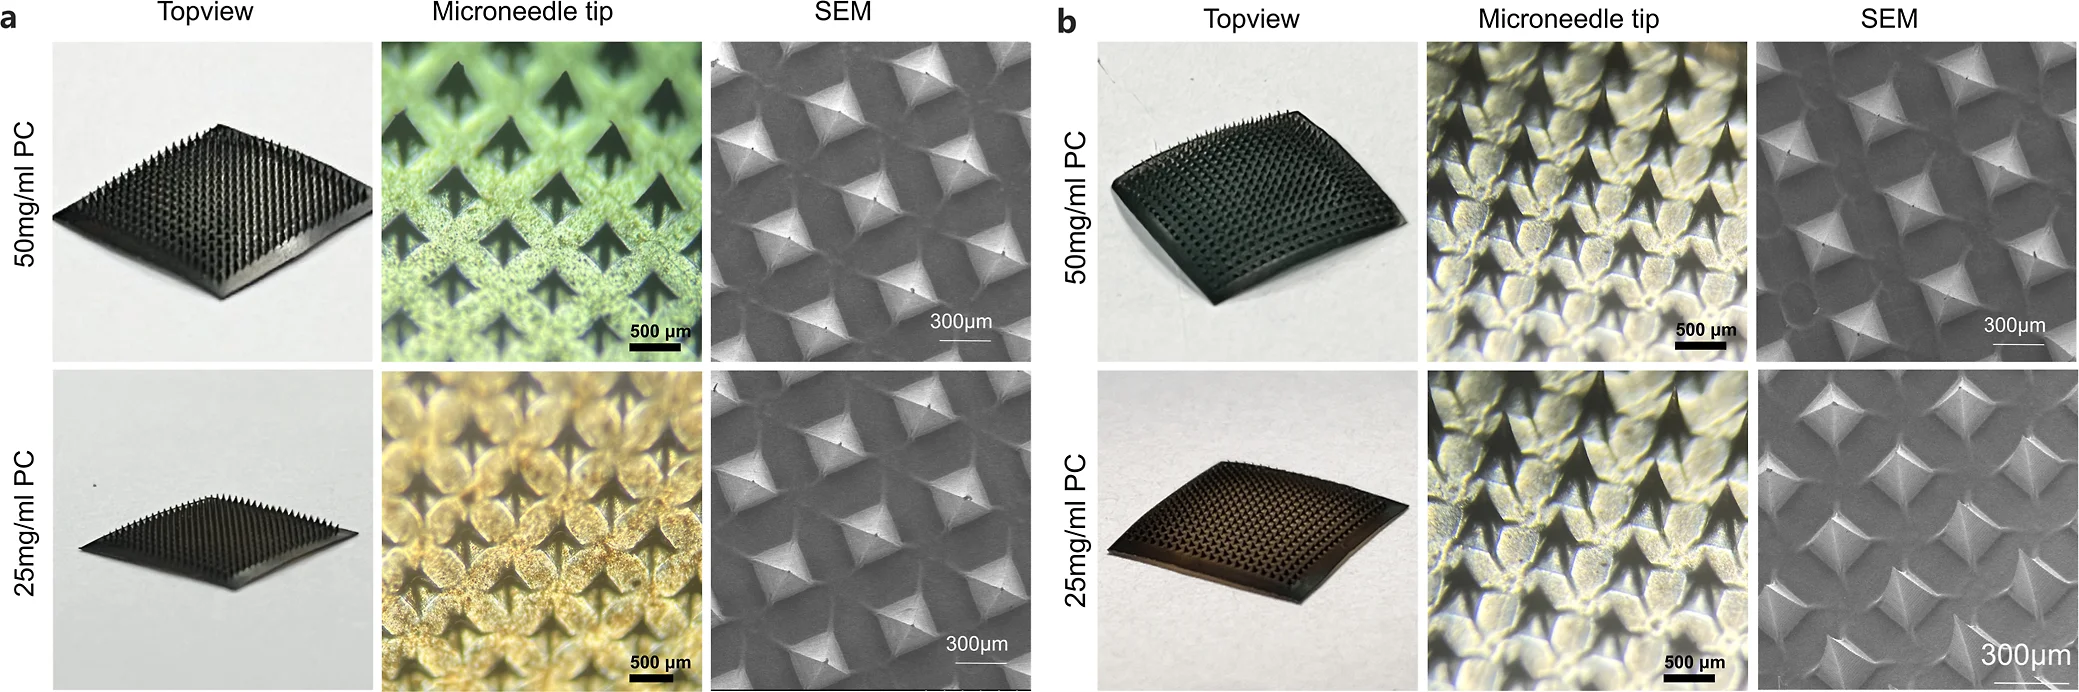 a
Topview
Microneedle tip
SEM
b
Topview
Microneedle tip
SEM
50mg/ml PC
500 µm
300µm
50mg/ml PC
500 µm
300µm
25mg/ml PC
500 µm
300µm
25mg/ml PC
500 µm
300µm